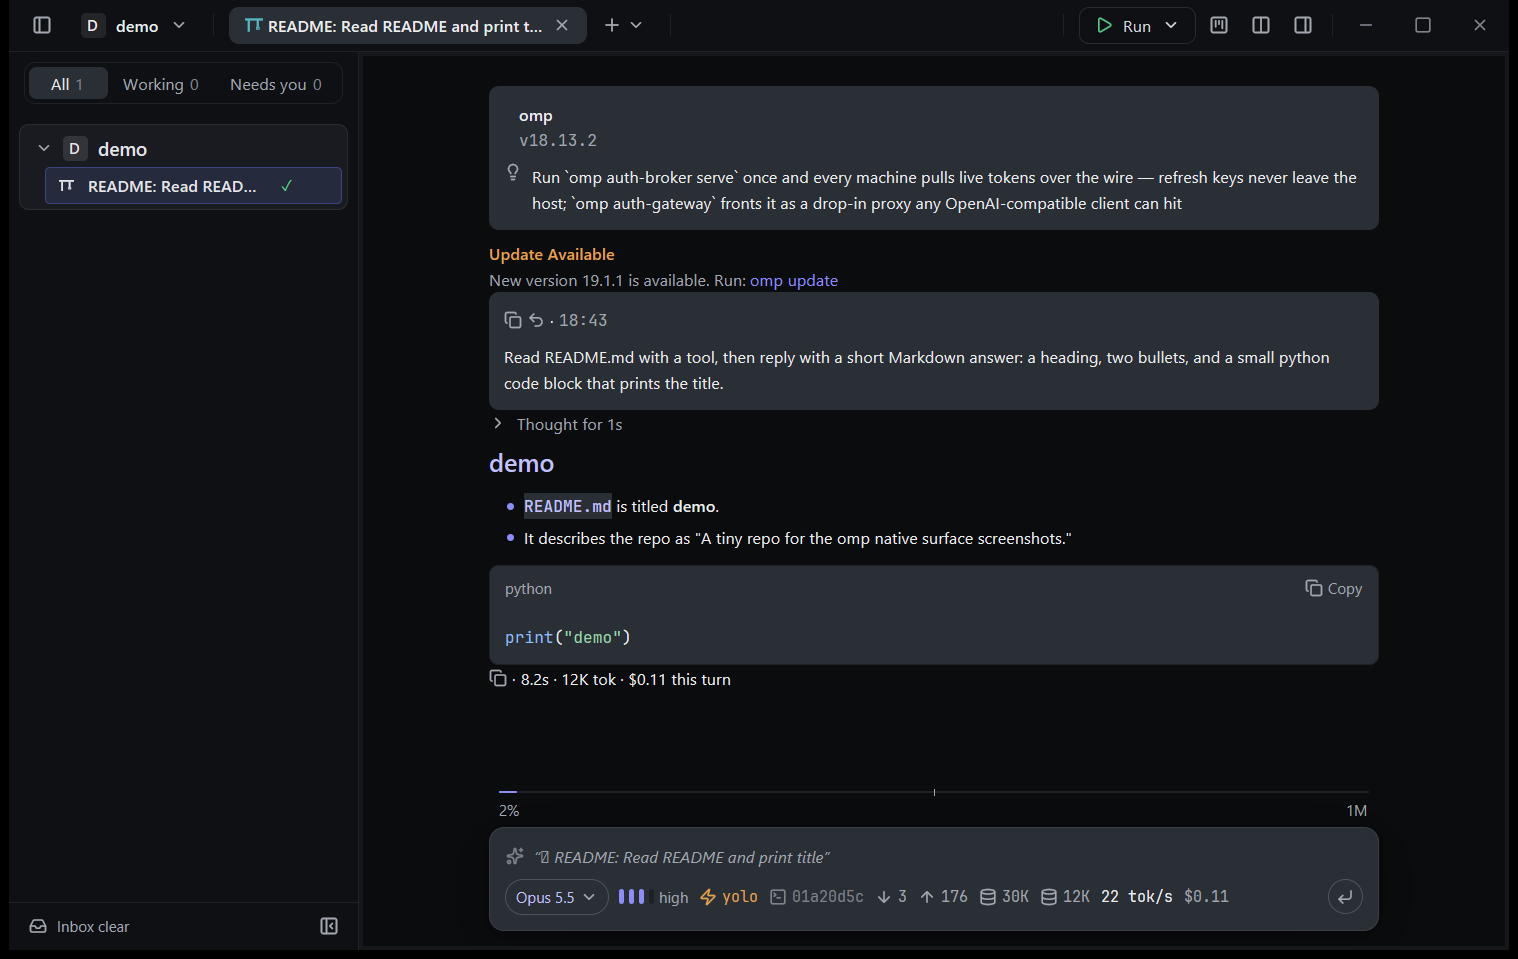 D demo
README: Read README and print t...
Run
All 1
Working 0
Needs you 0
D demo
README: Read READ...
omp
v18.13.2
Run `omp auth-broker serve` once and every machine pulls live tokens over the wire — refresh keys never leave the
host; `omp auth-gateway` fronts it as a drop-in proxy any OpenAI-compatible client can hit
Update Available
New version 19.1.1 is available. Run: omp update
· 18:43
Read README.md with a tool, then reply with a short Markdown answer: a heading, two bullets, and a small python
code block that prints the title.
Thought for 1s
demo
README.md is titled demo.
It describes the repo as "A tiny repo for the omp native surface screenshots."
python
Copy
print("demo")
· 8.2s · 12K tok · $0.11 this turn
2%
1M
“ README: Read README and print title”
Opus 5.5
high
yolo
01a20d5c
3
176
30K
12K
22 tok/s
$0.11
Inbox clear